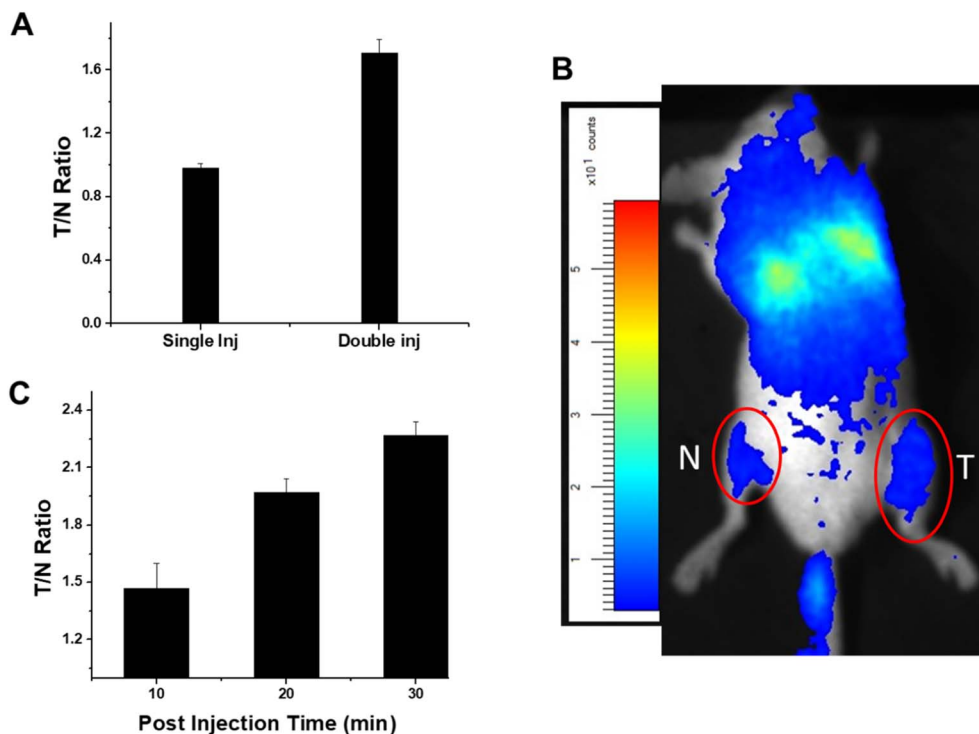 A
T/N Ratio
1.6
1.2
0.8
0.4
0.0
Single Inj
Double inj
B
x10¹ counts
5
4
3
2
1
N
T
C
T/N Ratio
2.4
2.1
1.8
1.5
1.2
10
20
30
Post Injection Time (min)